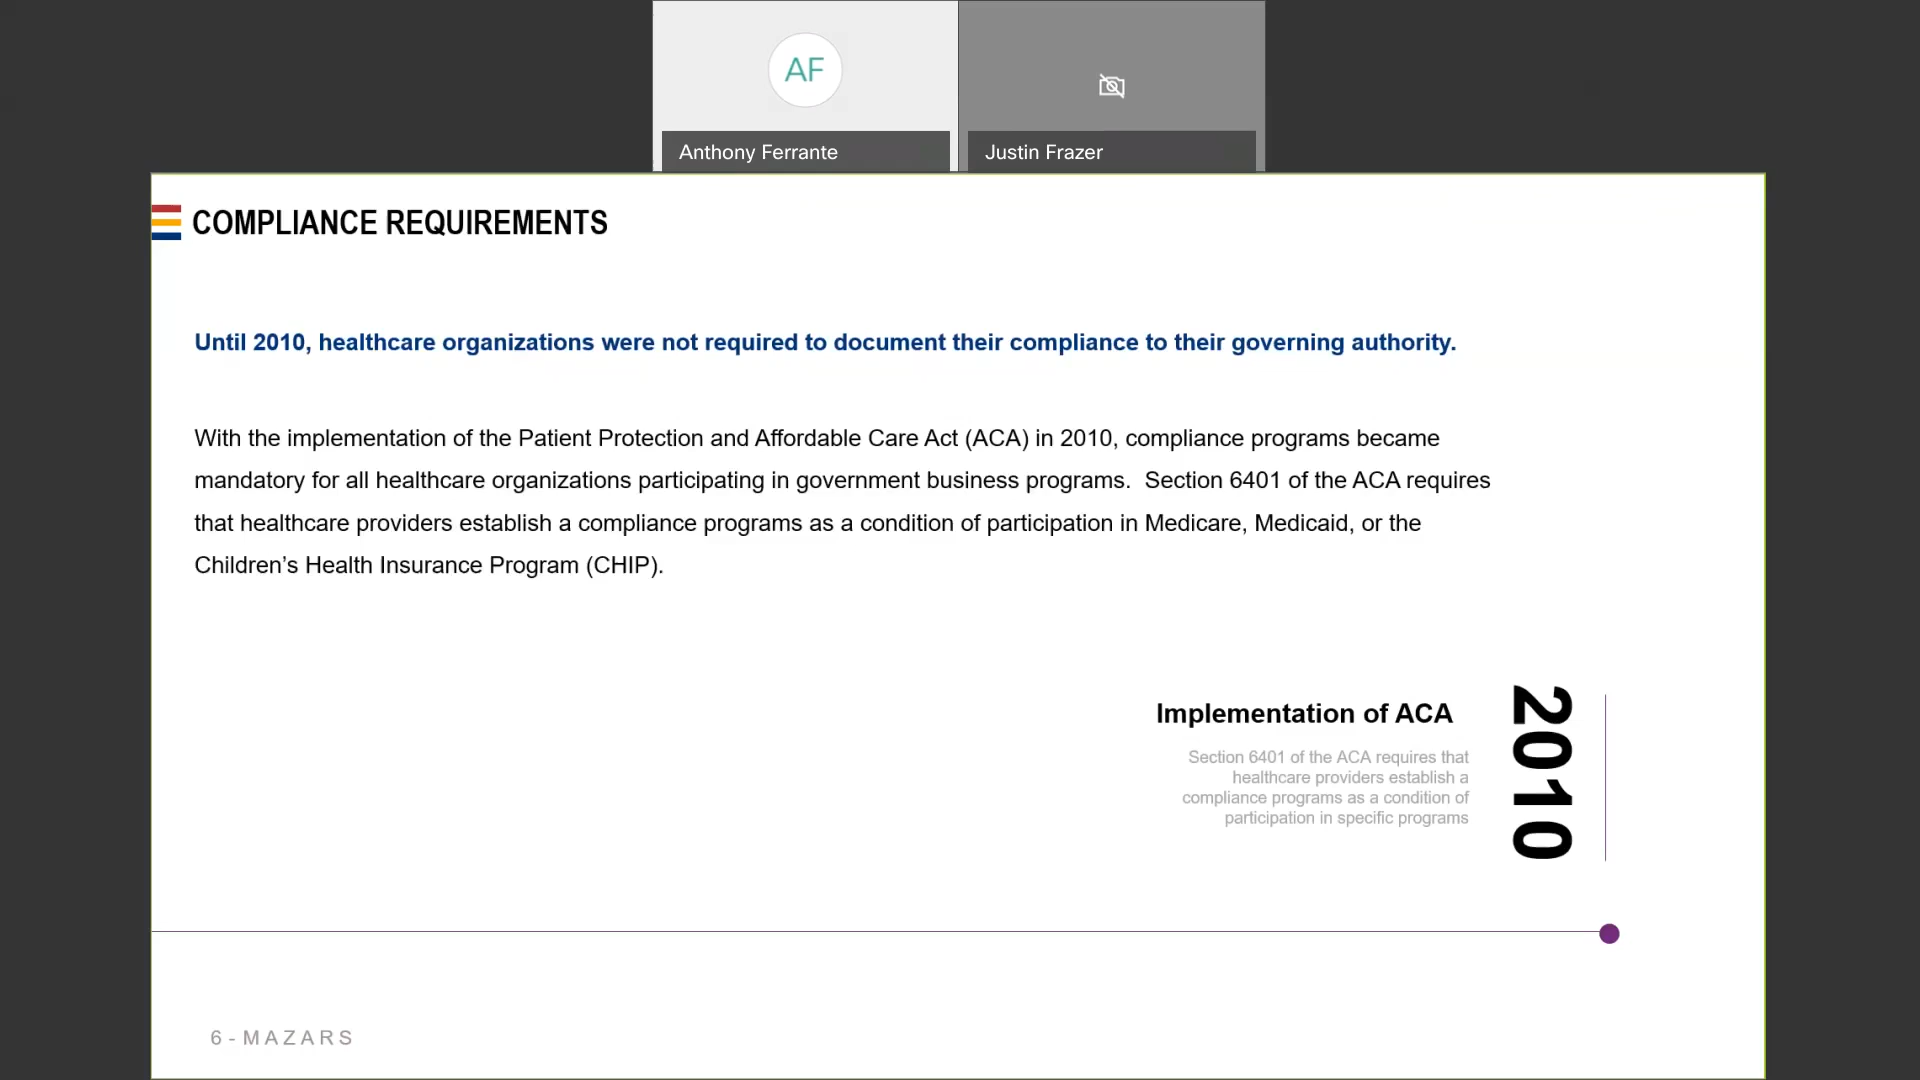 AF
Anthony Ferrante
Justin Frazer
COMPLIANCE REQUIREMENTS
Until 2010, healthcare organizations were not required to document their compliance to their governing authority.
With the implementation of the Patient Protection and Affordable Care Act (ACA) in 2010, compliance programs became
mandatory for all healthcare organizations participating in government business programs.  Section 6401 of the ACA requires
that healthcare providers establish a compliance programs as a condition of participation in Medicare, Medicaid, or the
Children’s Health Insurance Program (CHIP).
Implementation of ACA
Section 6401 of the ACA requires that
healthcare providers establish a
compliance programs as a condition of
participation in specific programs
2010
6 - MAZARS